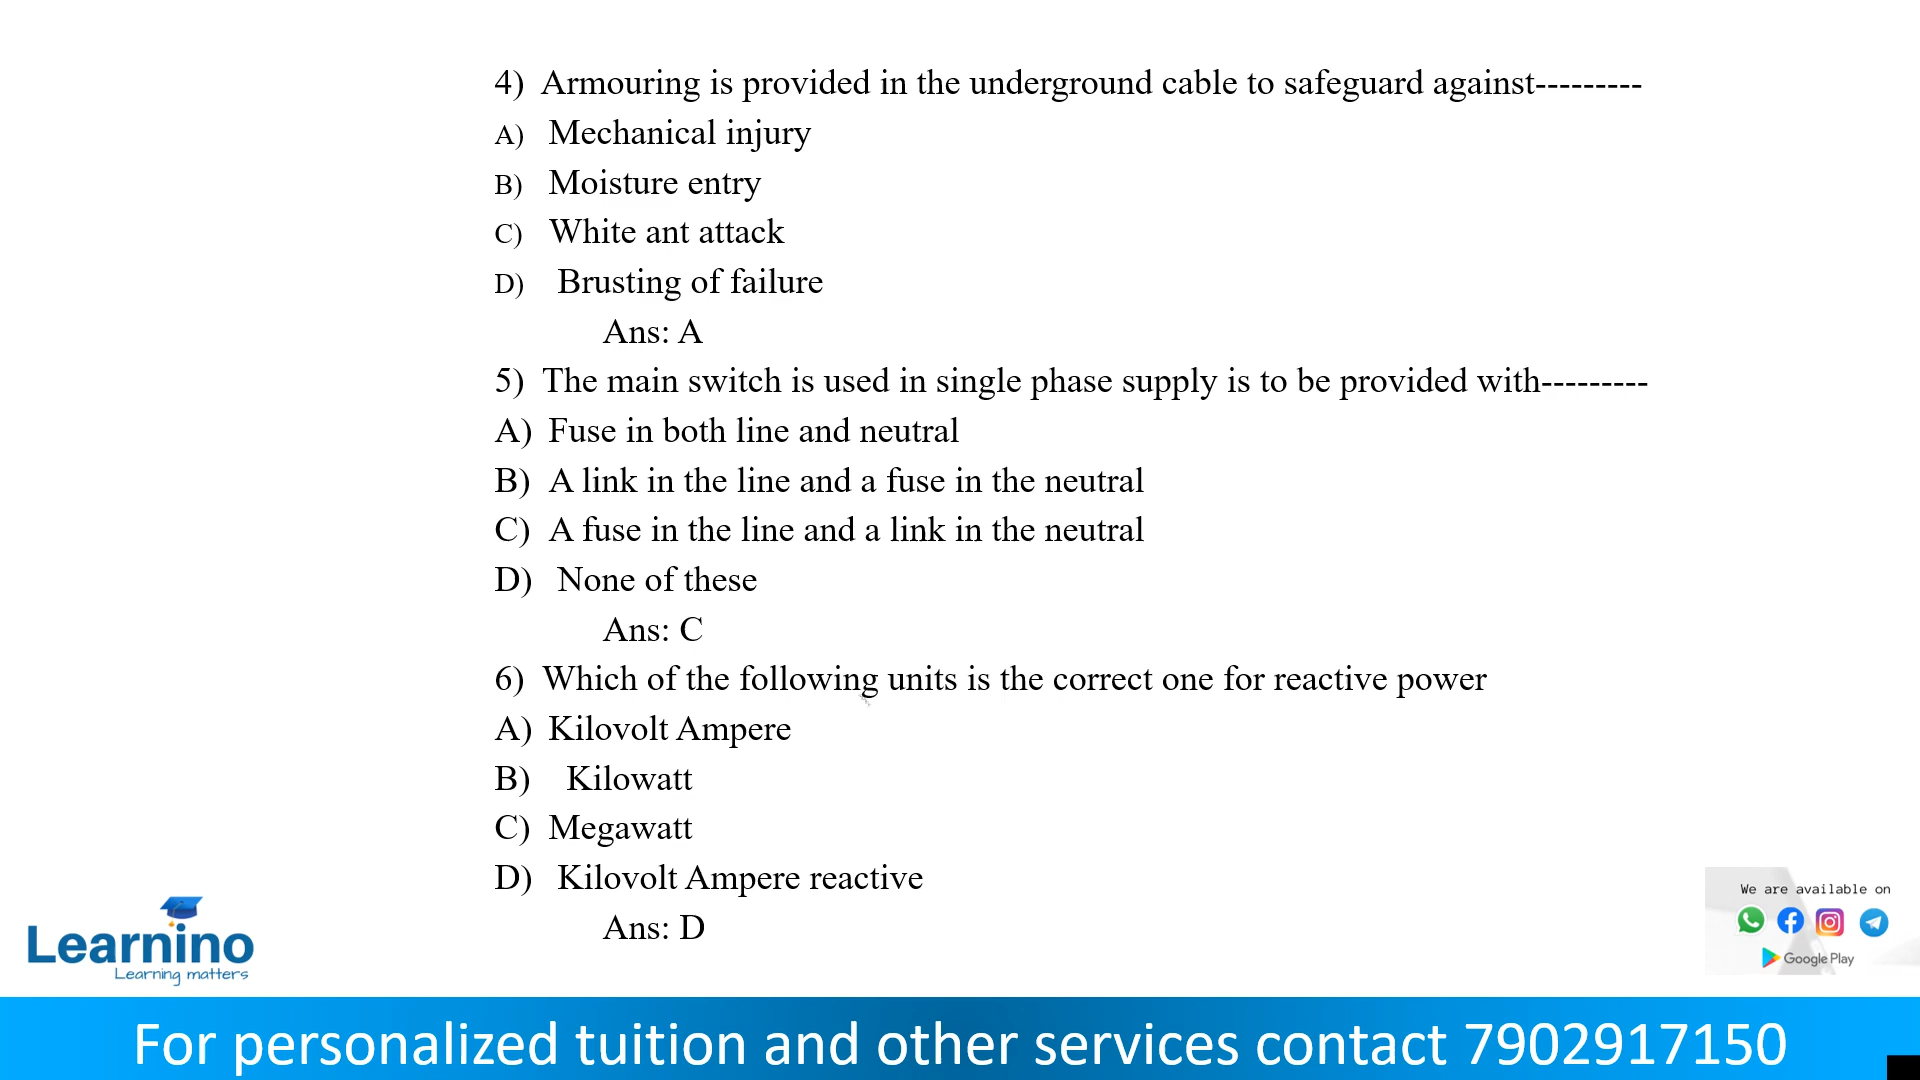 4) Armouring is provided in the underground cable to safeguard against---------
A) Mechanical injury
B) Moisture entry
C) White ant attack
D) Brusting of failure
Ans: A
5) The main switch is used in single phase supply is to be provided with---------
A) Fuse in both line and neutral
B) A link in the line and a fuse in the neutral
C) A fuse in the line and a link in the neutral
D) None of these
Ans: C
6) Which of the following units is the correct one for reactive power
A) Kilovolt Ampere
B) Kilowatt
C) Megawatt
D) Kilovolt Ampere reactive
Ans: D
Learnino
Learning matters
We are available on
Google Play
For personalized tuition and other services contact 7902917150